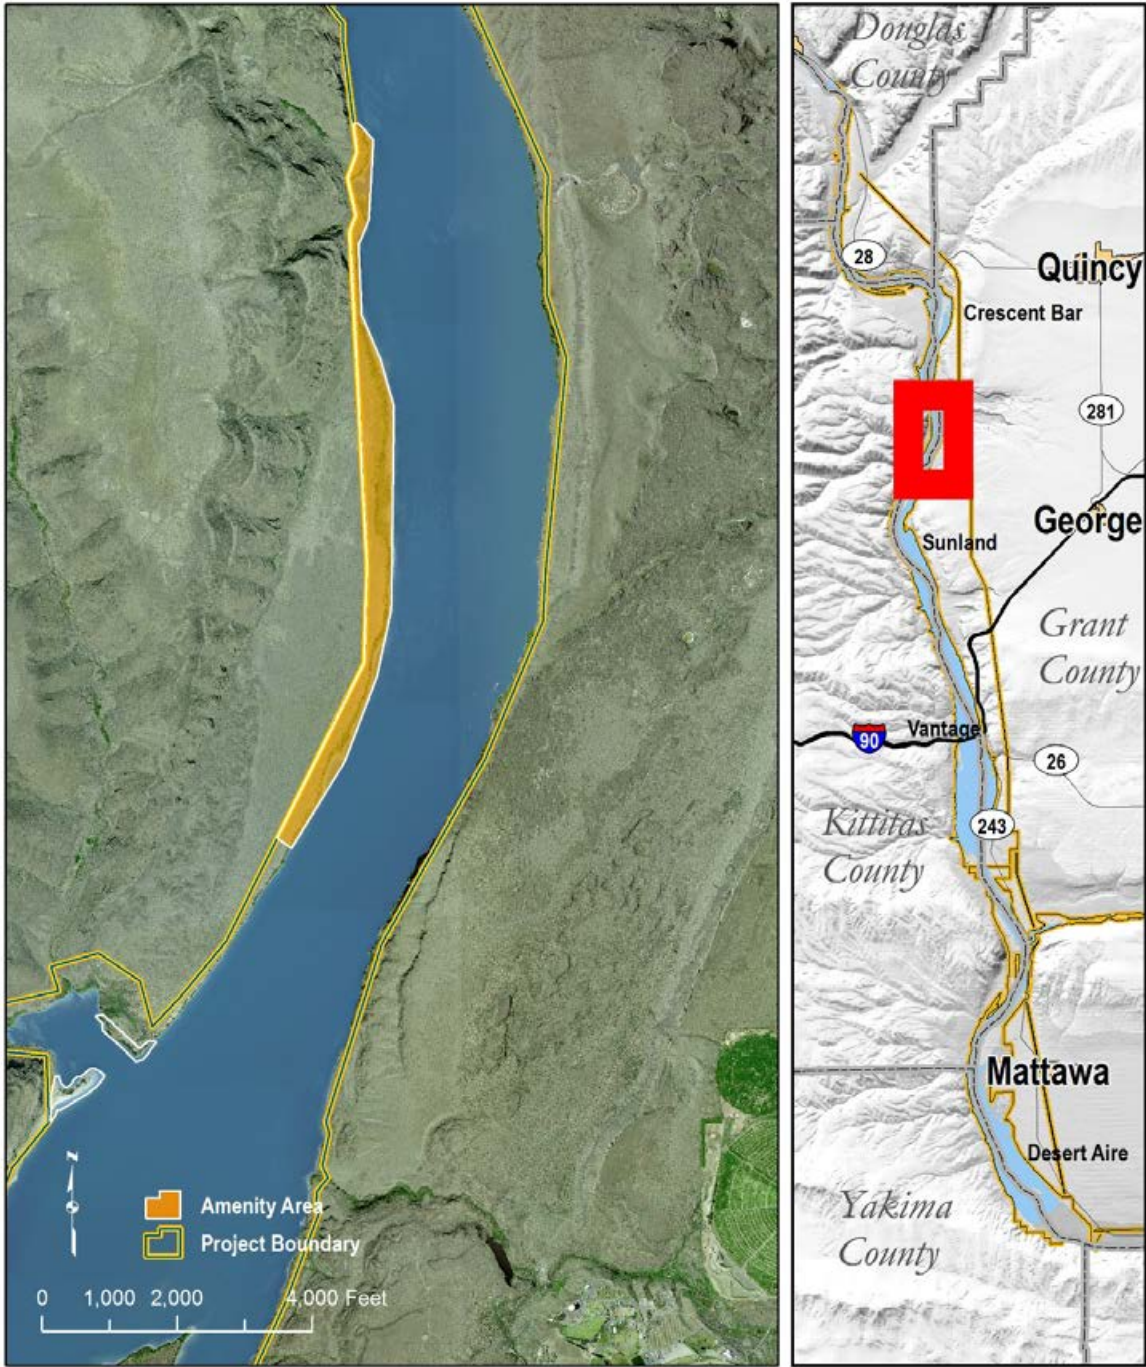 N
Amenity Area
Project Boundary
0 1,000 2,000 4,000 Feet
Douglas
County
28
Quincy
Crescent Bar
281
George
Sunland
Grant
County
Vantage
90
26
Kittitas
County
243
Mattawa
Desert Aire
Yakima
County